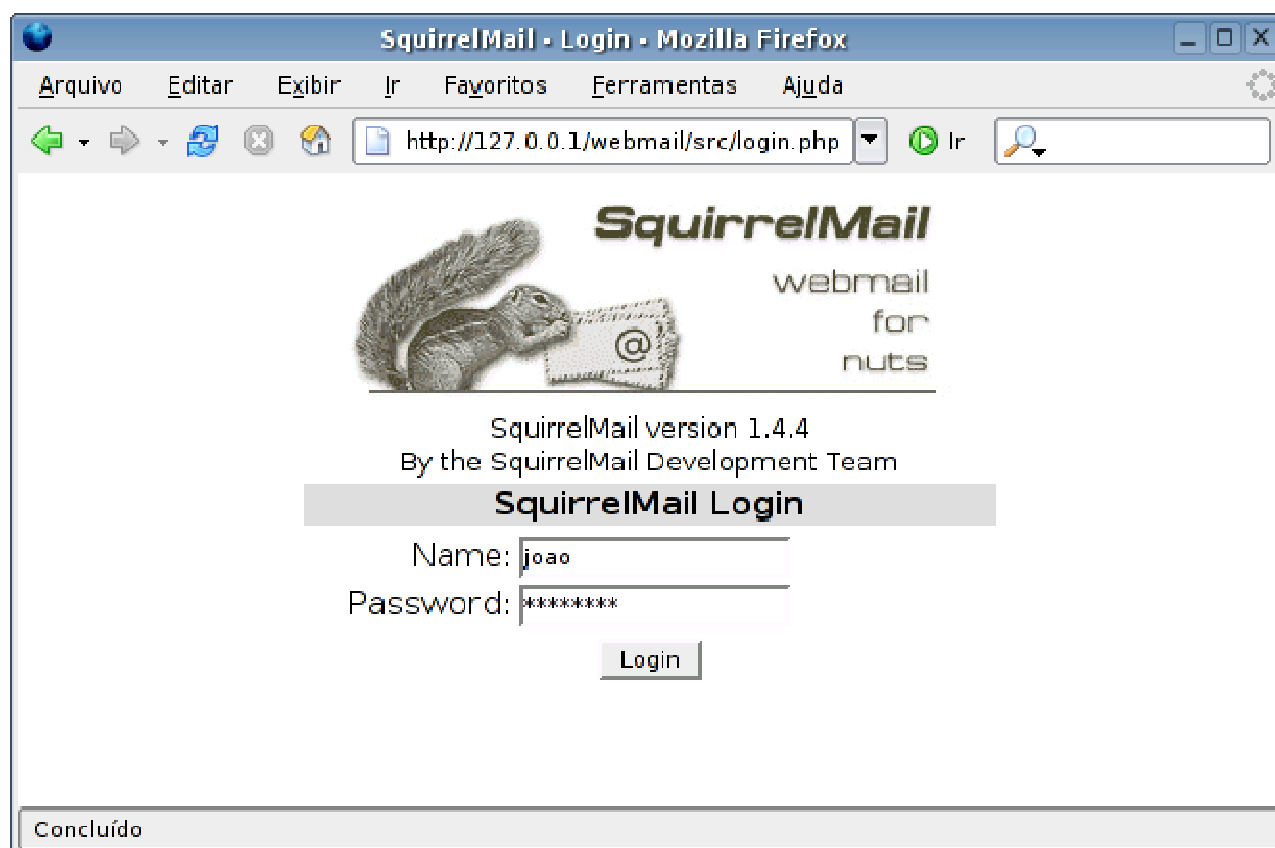 SquirrelMail - Login - Mozilla Firefox
Arquivo Editar Exibir Ir Favoritos Ferramentas Ajuda
http://127.0.0.1/webmail/src/login.php Ir
SquirrelMail
webmail
for
nuts
@
SquirrelMail version 1.4.4
By the SquirrelMail Development Team
SquirrelMail Login
Name: joao
Password: ********
Login
Concluído